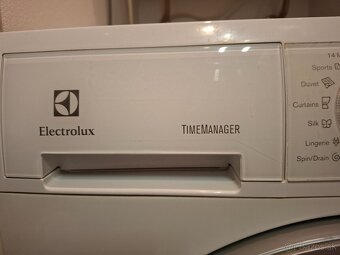 Electrolux
TIMEMANAGER
Sports
Duvet
Curtains
Silk
Lingerie
Spin/Drain